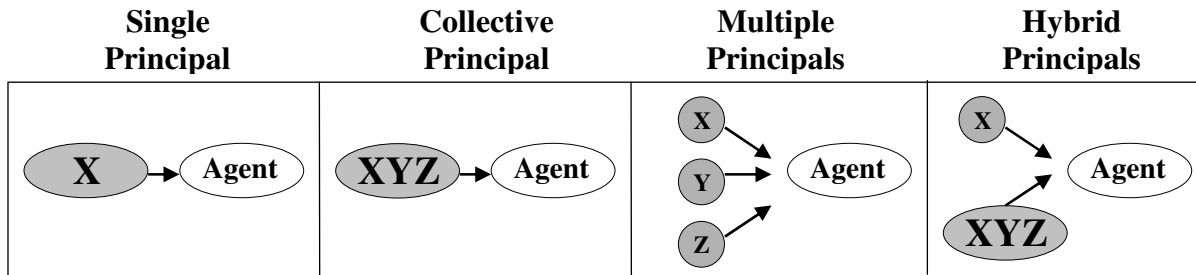 Single
Principal
Collective
Principal
Multiple
Principals
Hybrid
Principals
X
Agent
XYZ
Agent
X
Y
Z
Agent
X
XYZ
Agent